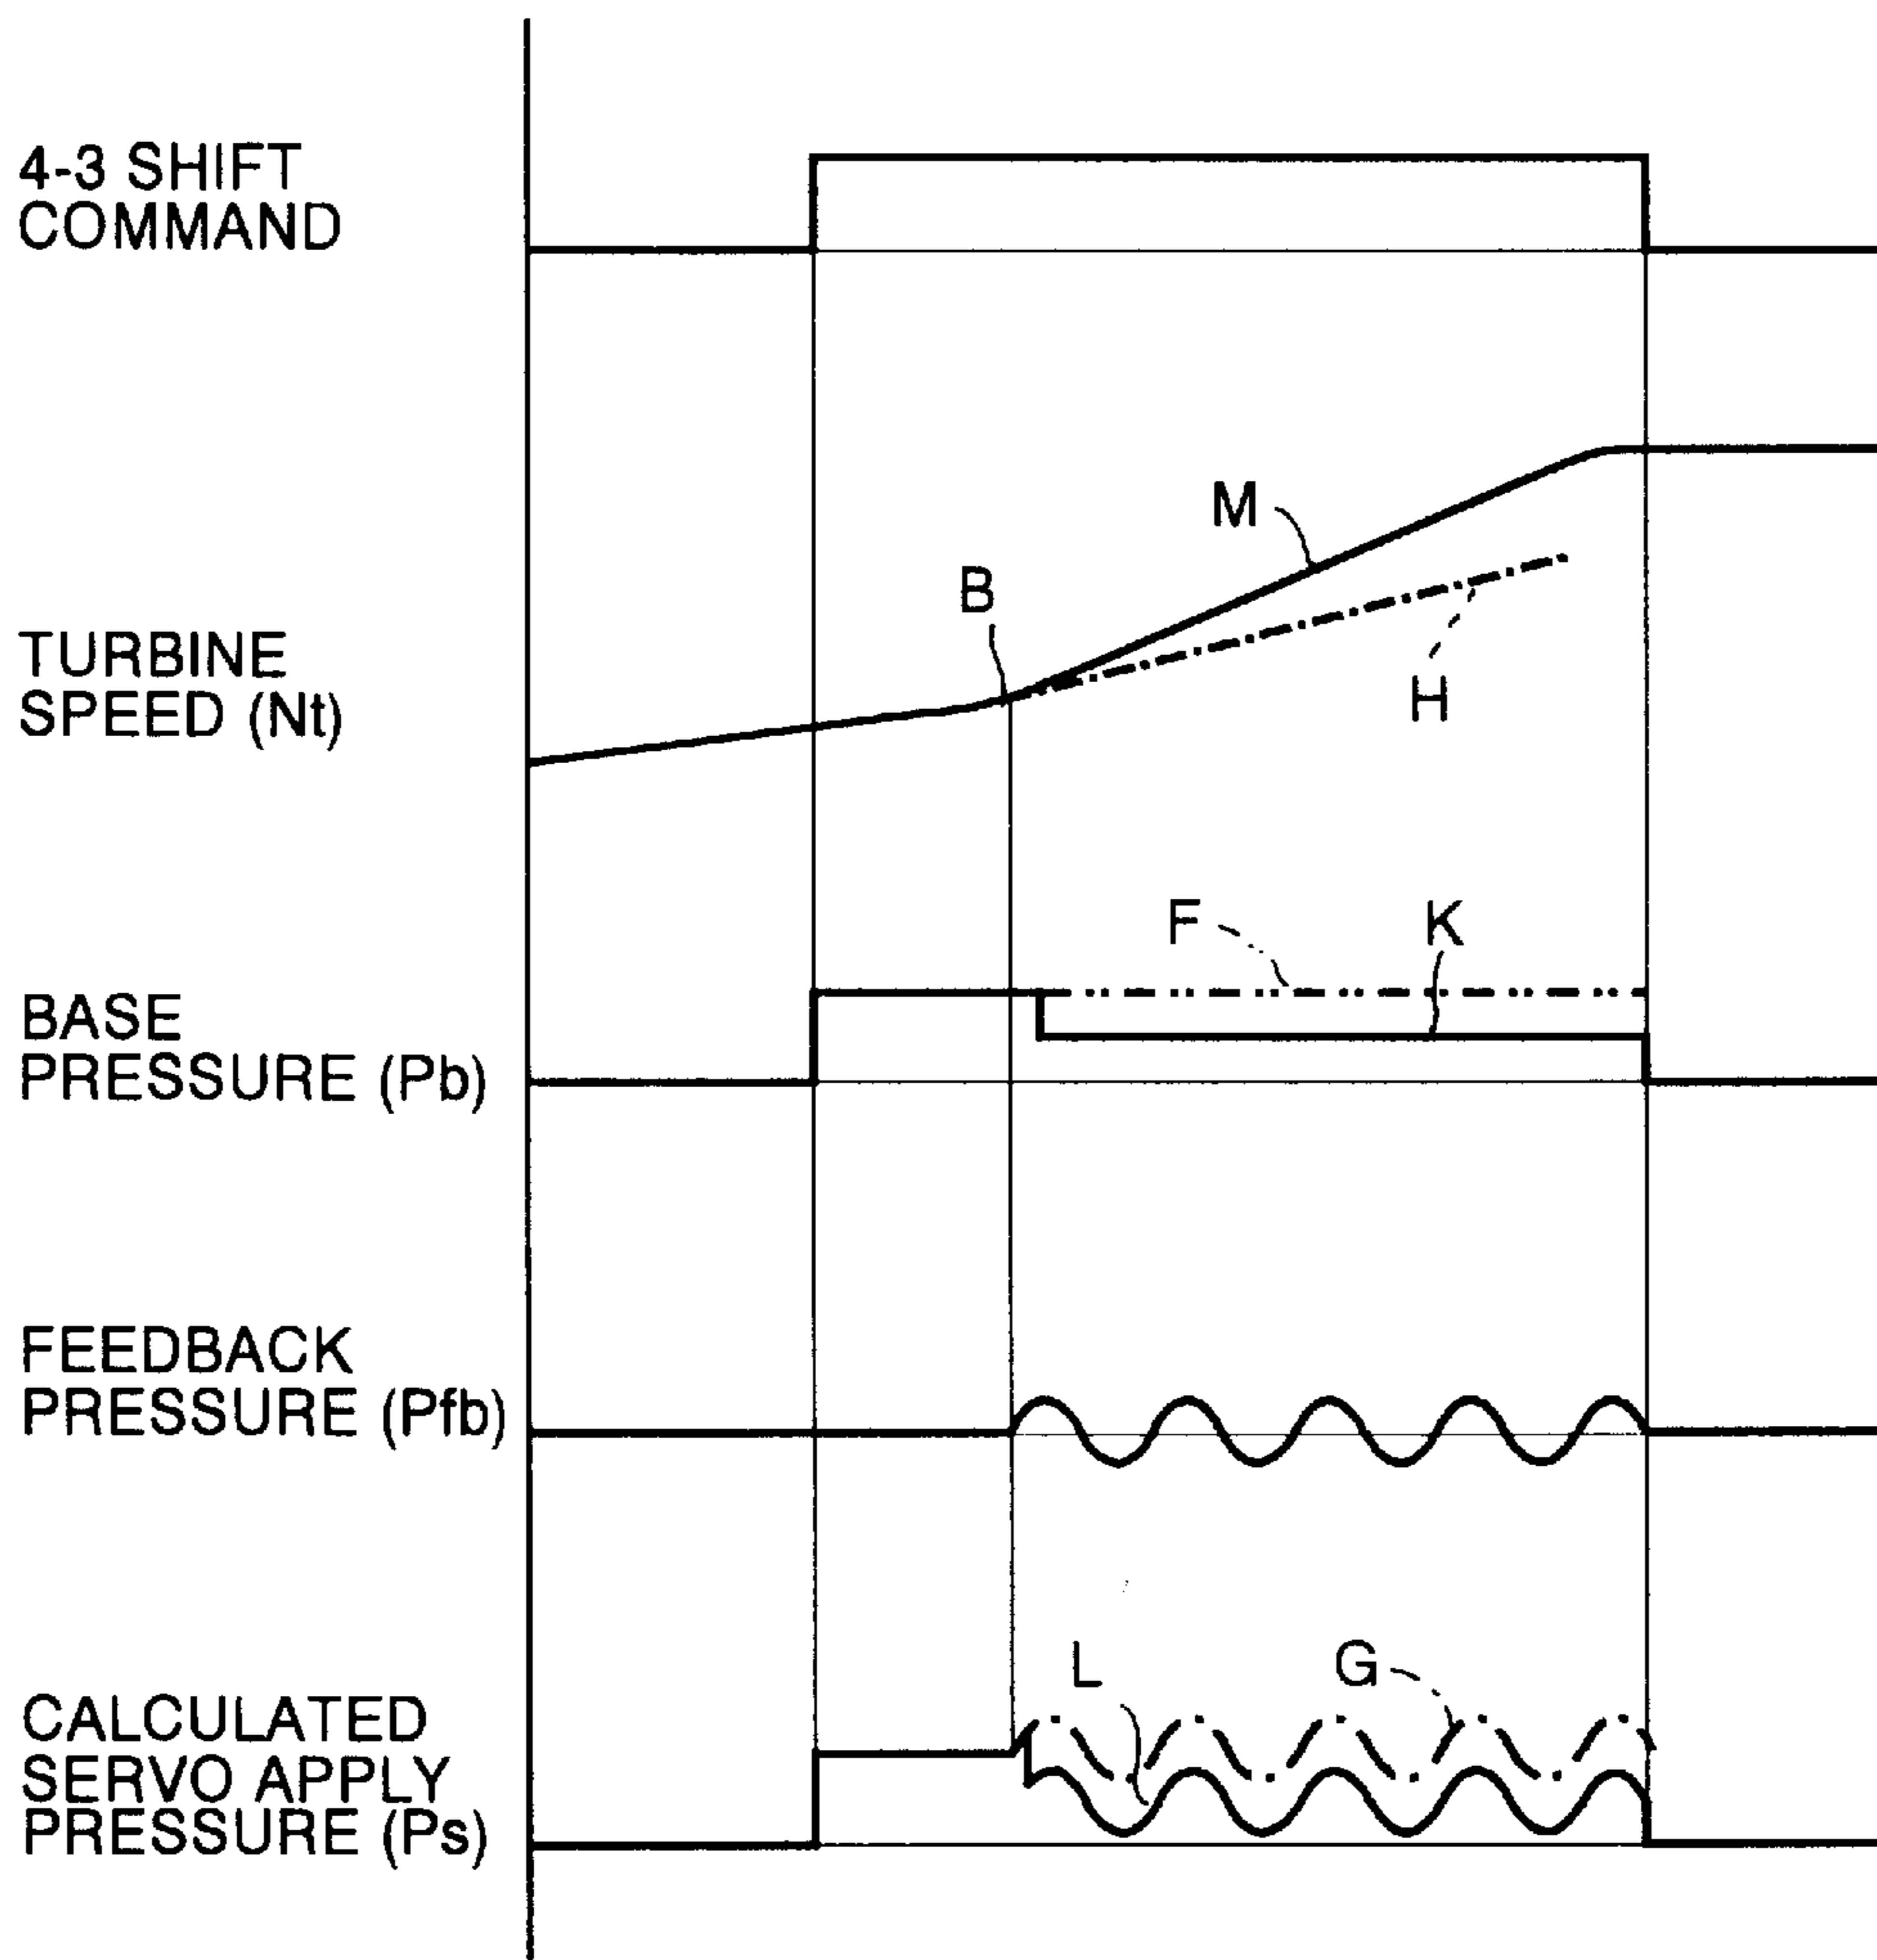 4-3 SHIFT
COMMAND
M
B
TURBINE
SPEED (Nt)
H
F
K
BASE
PRESSURE (Pb)
FEEDBACK
PRESSURE (Pfb)
L
G
CALCULATED
SERVO APPLY
PRESSURE (Ps)